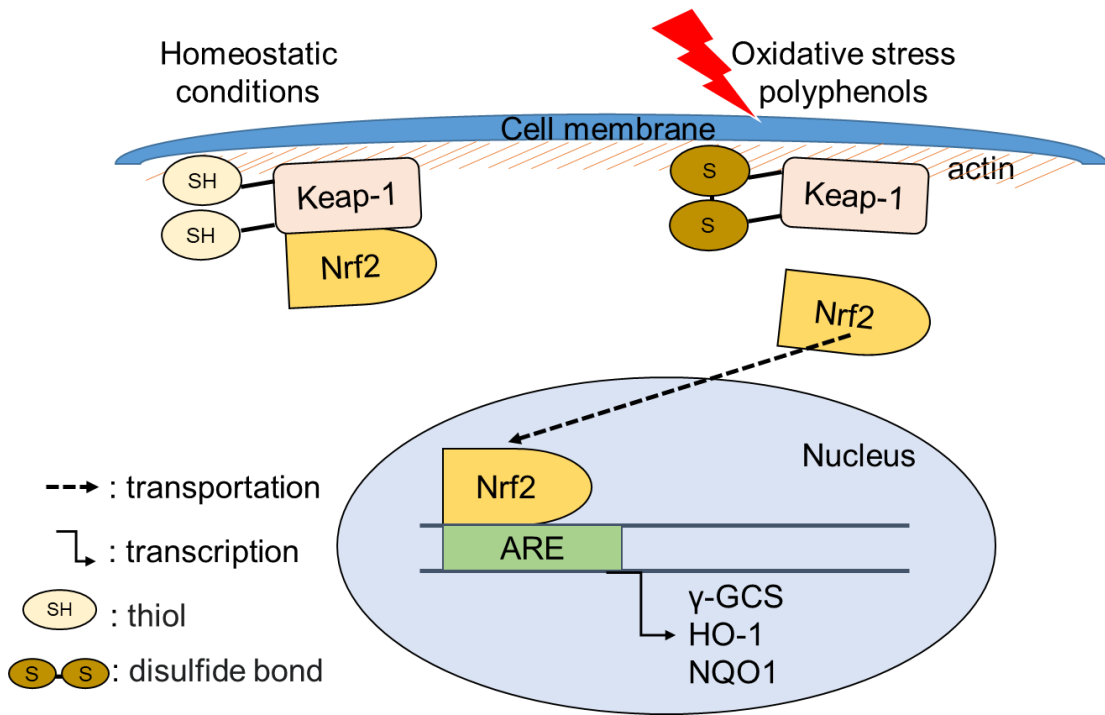 Homeostatic
conditions
Oxidative stress
polyphenols
Cell membrane
actin
SH
SH
Keap-1
Nrf2
S
S
Keap-1
Nrf2
Nucleus
Nrf2
ARE
γ-GCS
HO-1
NQO1
: transportation
: transcription
SH : thiol
S S : disulfide bond